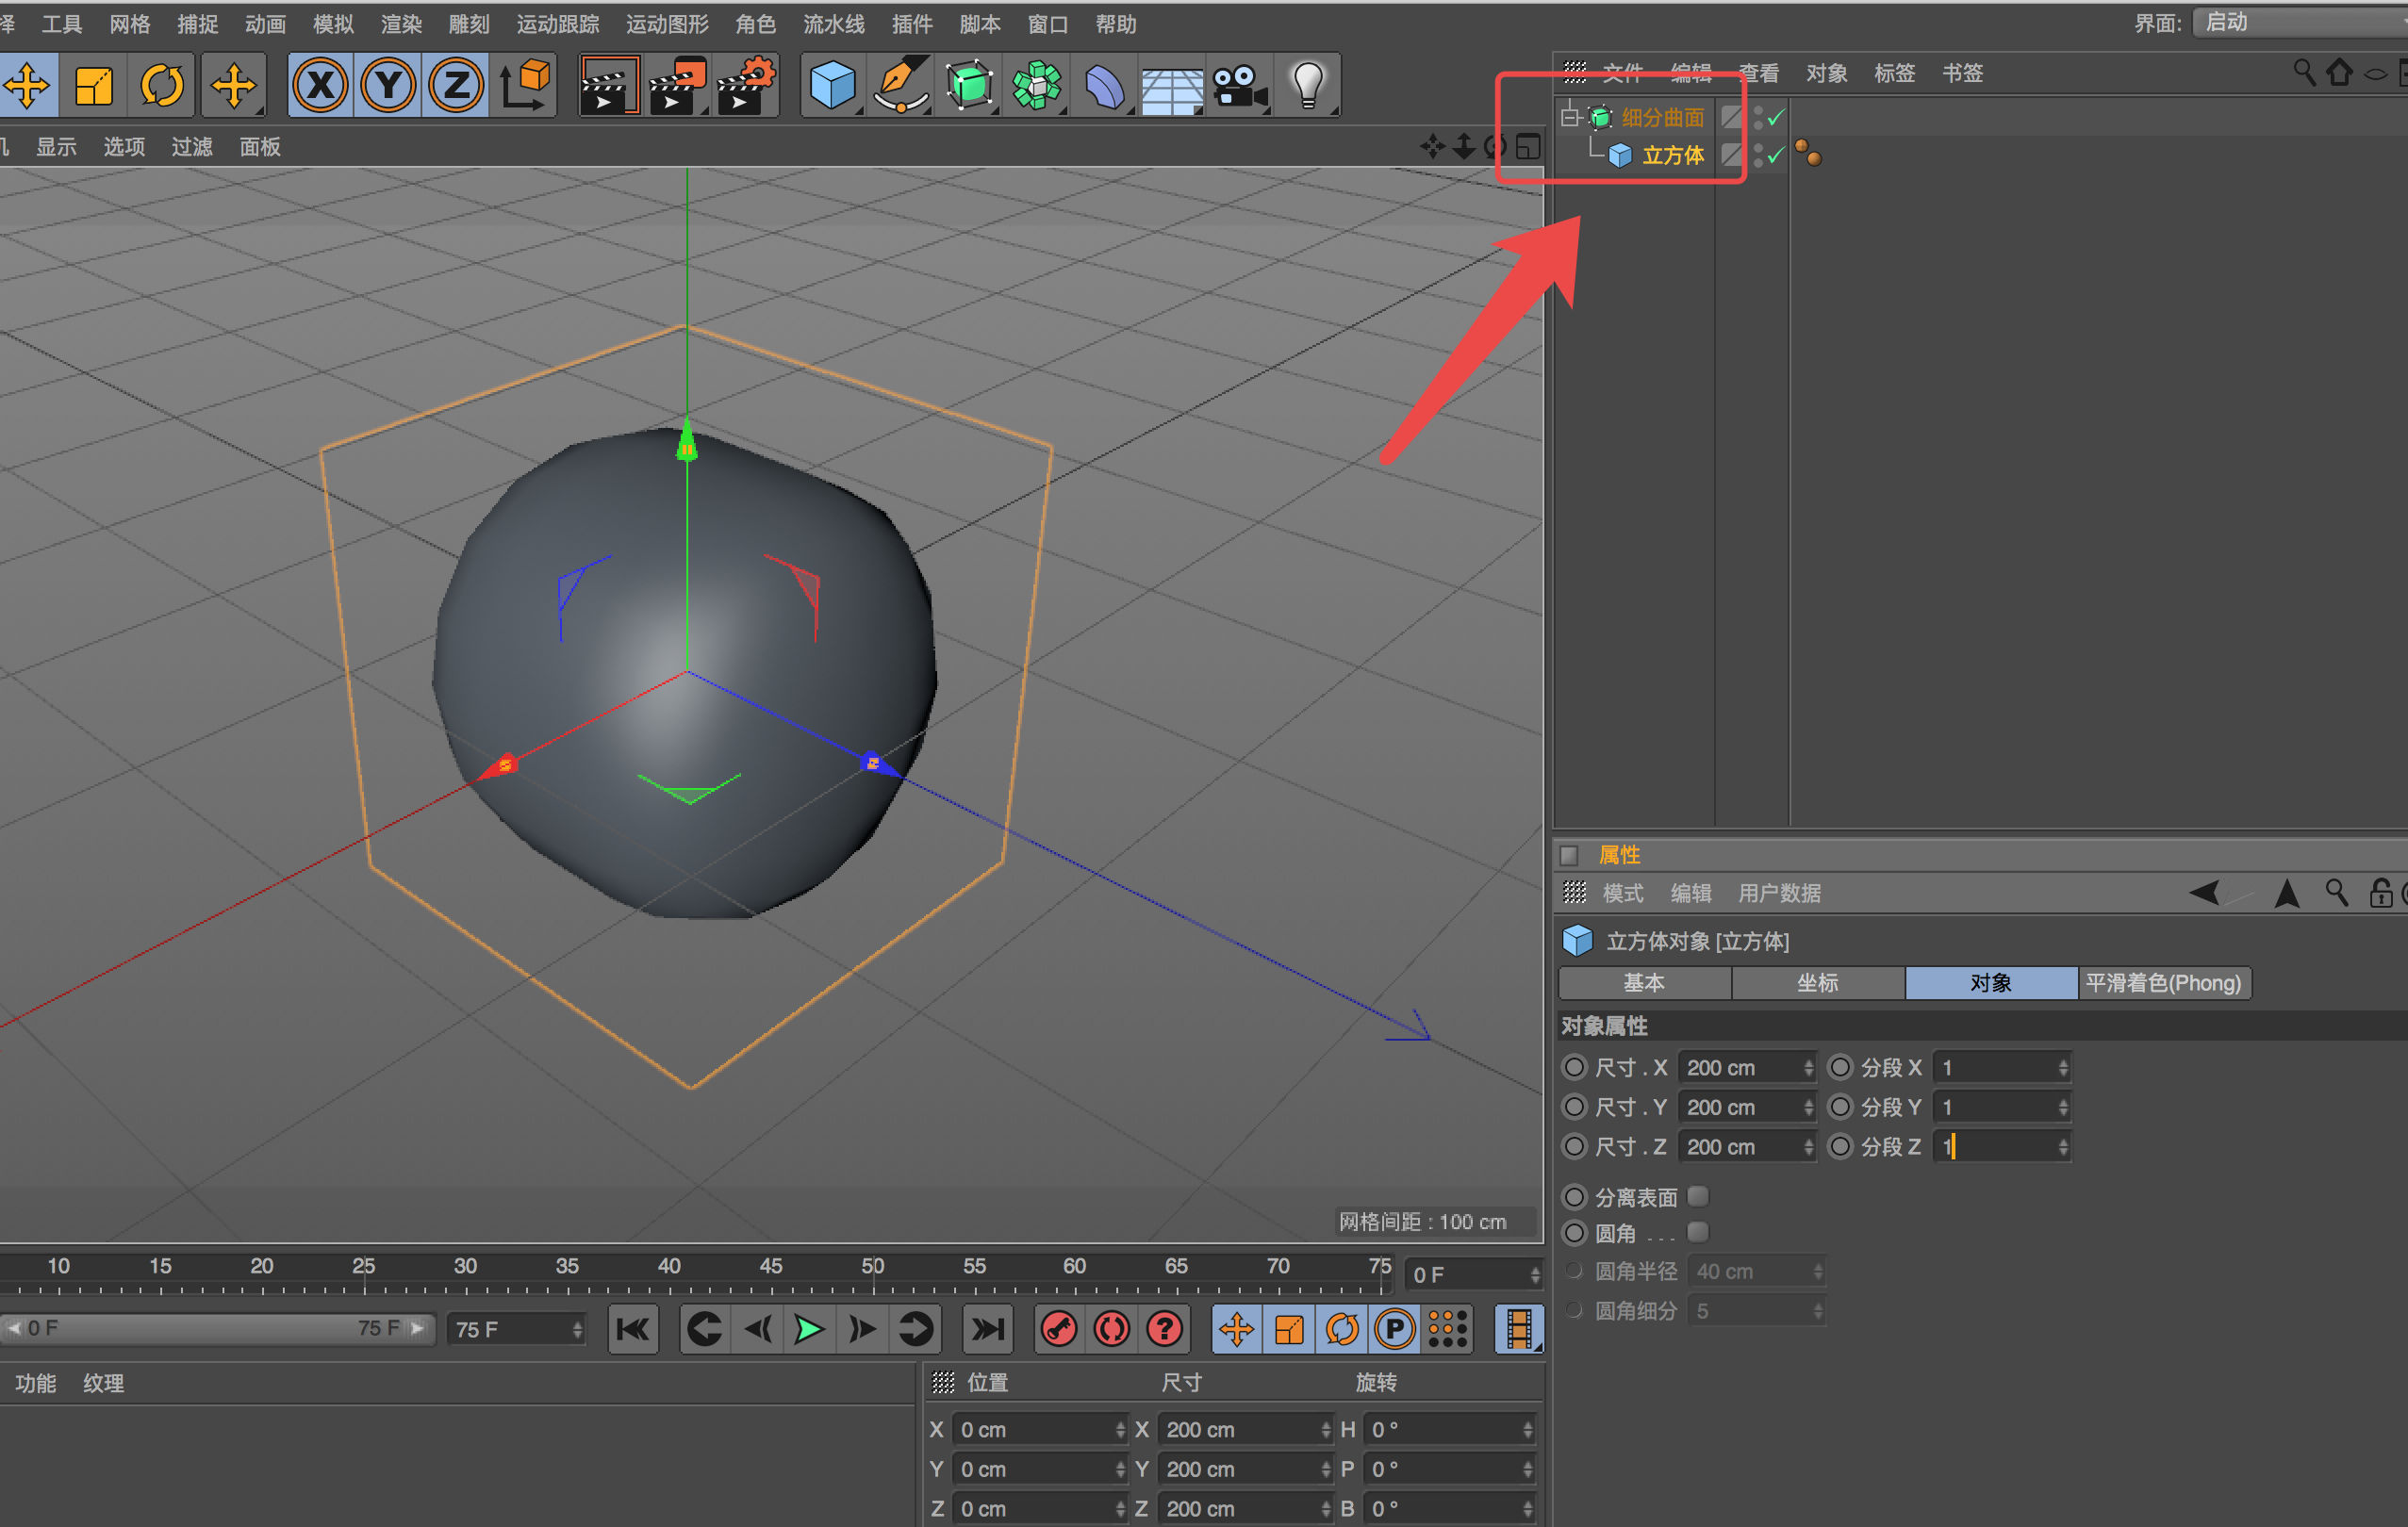 择 工具 网格 捕捉 动画 模拟 渲染 雕刻 运动跟踪 运动图形 角色 流水线 插件 脚本 窗口 帮助
界面: 启动
X Y Z
文件 编辑 查看 对象 标签 书签
细分曲面
立方体
机 显示 选项 过滤 面板
网格间距 : 100 cm
属性
模式 编辑 用户数据
立方体对象 [立方体]
基本 坐标 对象 平滑着色(Phong)
对象属性
尺寸 . X 200 cm 分段 X 1
尺寸 . Y 200 cm 分段 Y 1
尺寸 . Z 200 cm 分段 Z 1
分离表面
圆角 . . .
圆角半径 40 cm
圆角细分 5
10 15 20 25 30 35 40 45 50 55 60 65 70 75 0 F
0 F 75 F 75 F
? P
功能 纹理
位置 尺寸 旋转
X 0 cm X 200 cm H 0 °
Y 0 cm Y 200 cm P 0 °
Z 0 cm Z 200 cm B 0 °